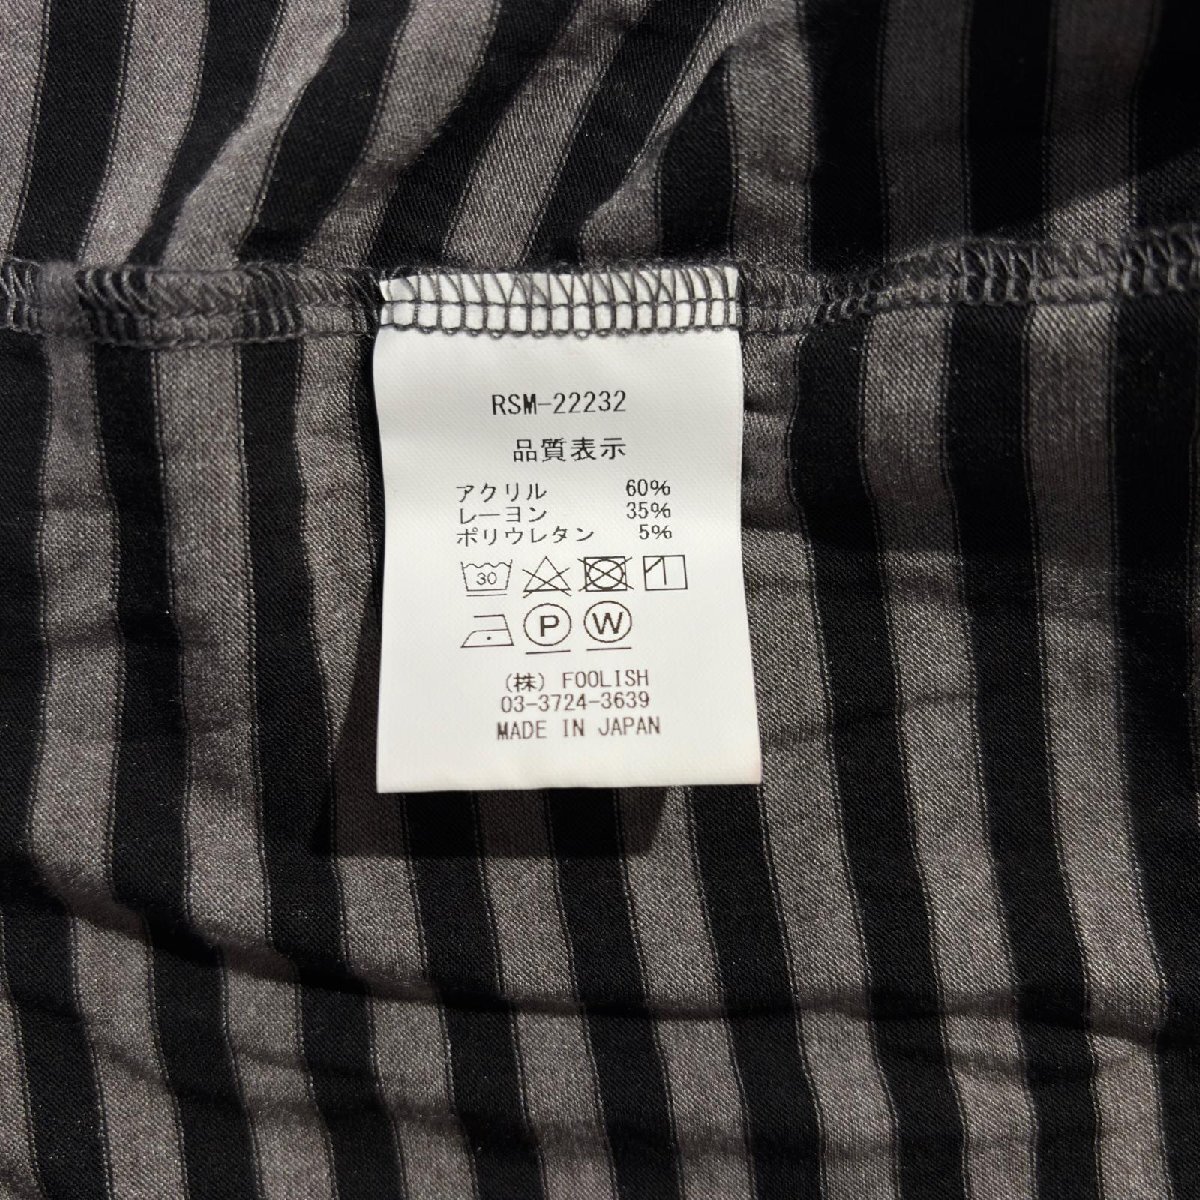 RSM-22232
品質表示
アクリル 60%
レーヨン 35%
ポリウレタン 5%
30
P W
(株) FOOLISH
03-3724-3639
MADE IN JAPAN